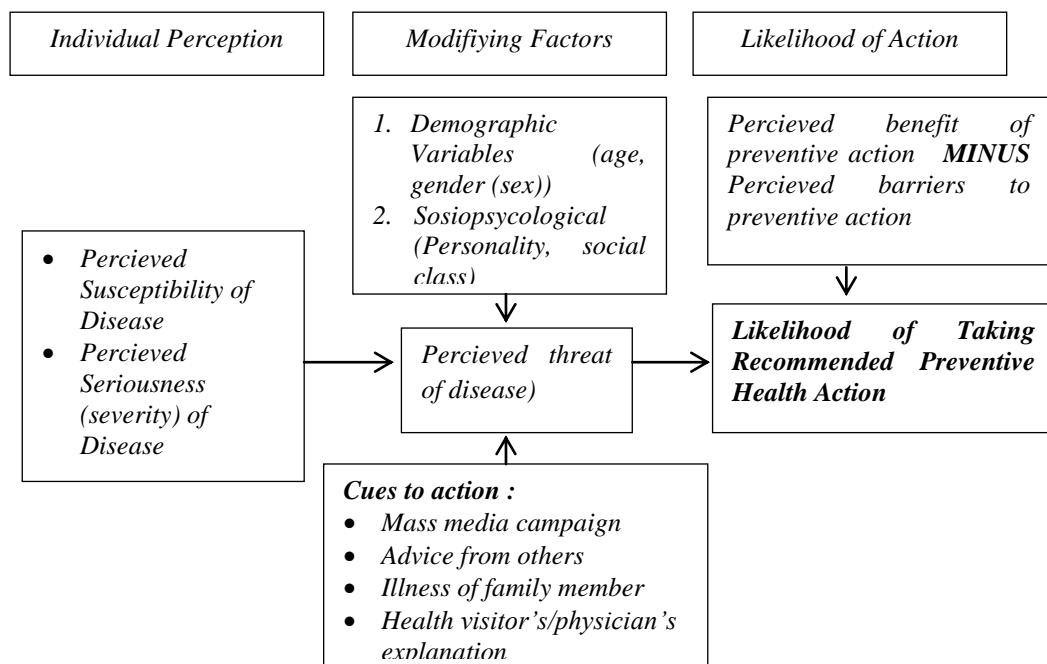 Individual Perception
Modifiying Factors
Likelihood of Action
1. Demographic
Variables (age,
gender (sex))
2. Sosiopsycological
(Personality, social
class)
Percieved benefit of
preventive action MINUS
Percieved barriers to
preventive action
• Percieved
Susceptibility of
Disease
• Percieved
Seriousness
(severity) of
Disease
Percieved threat
of disease)
Likelihood of Taking
Recommended Preventive
Health Action
Cues to action :
• Mass media campaign
• Advice from others
• Illness of family member
• Health visitor's/physician's
explanation